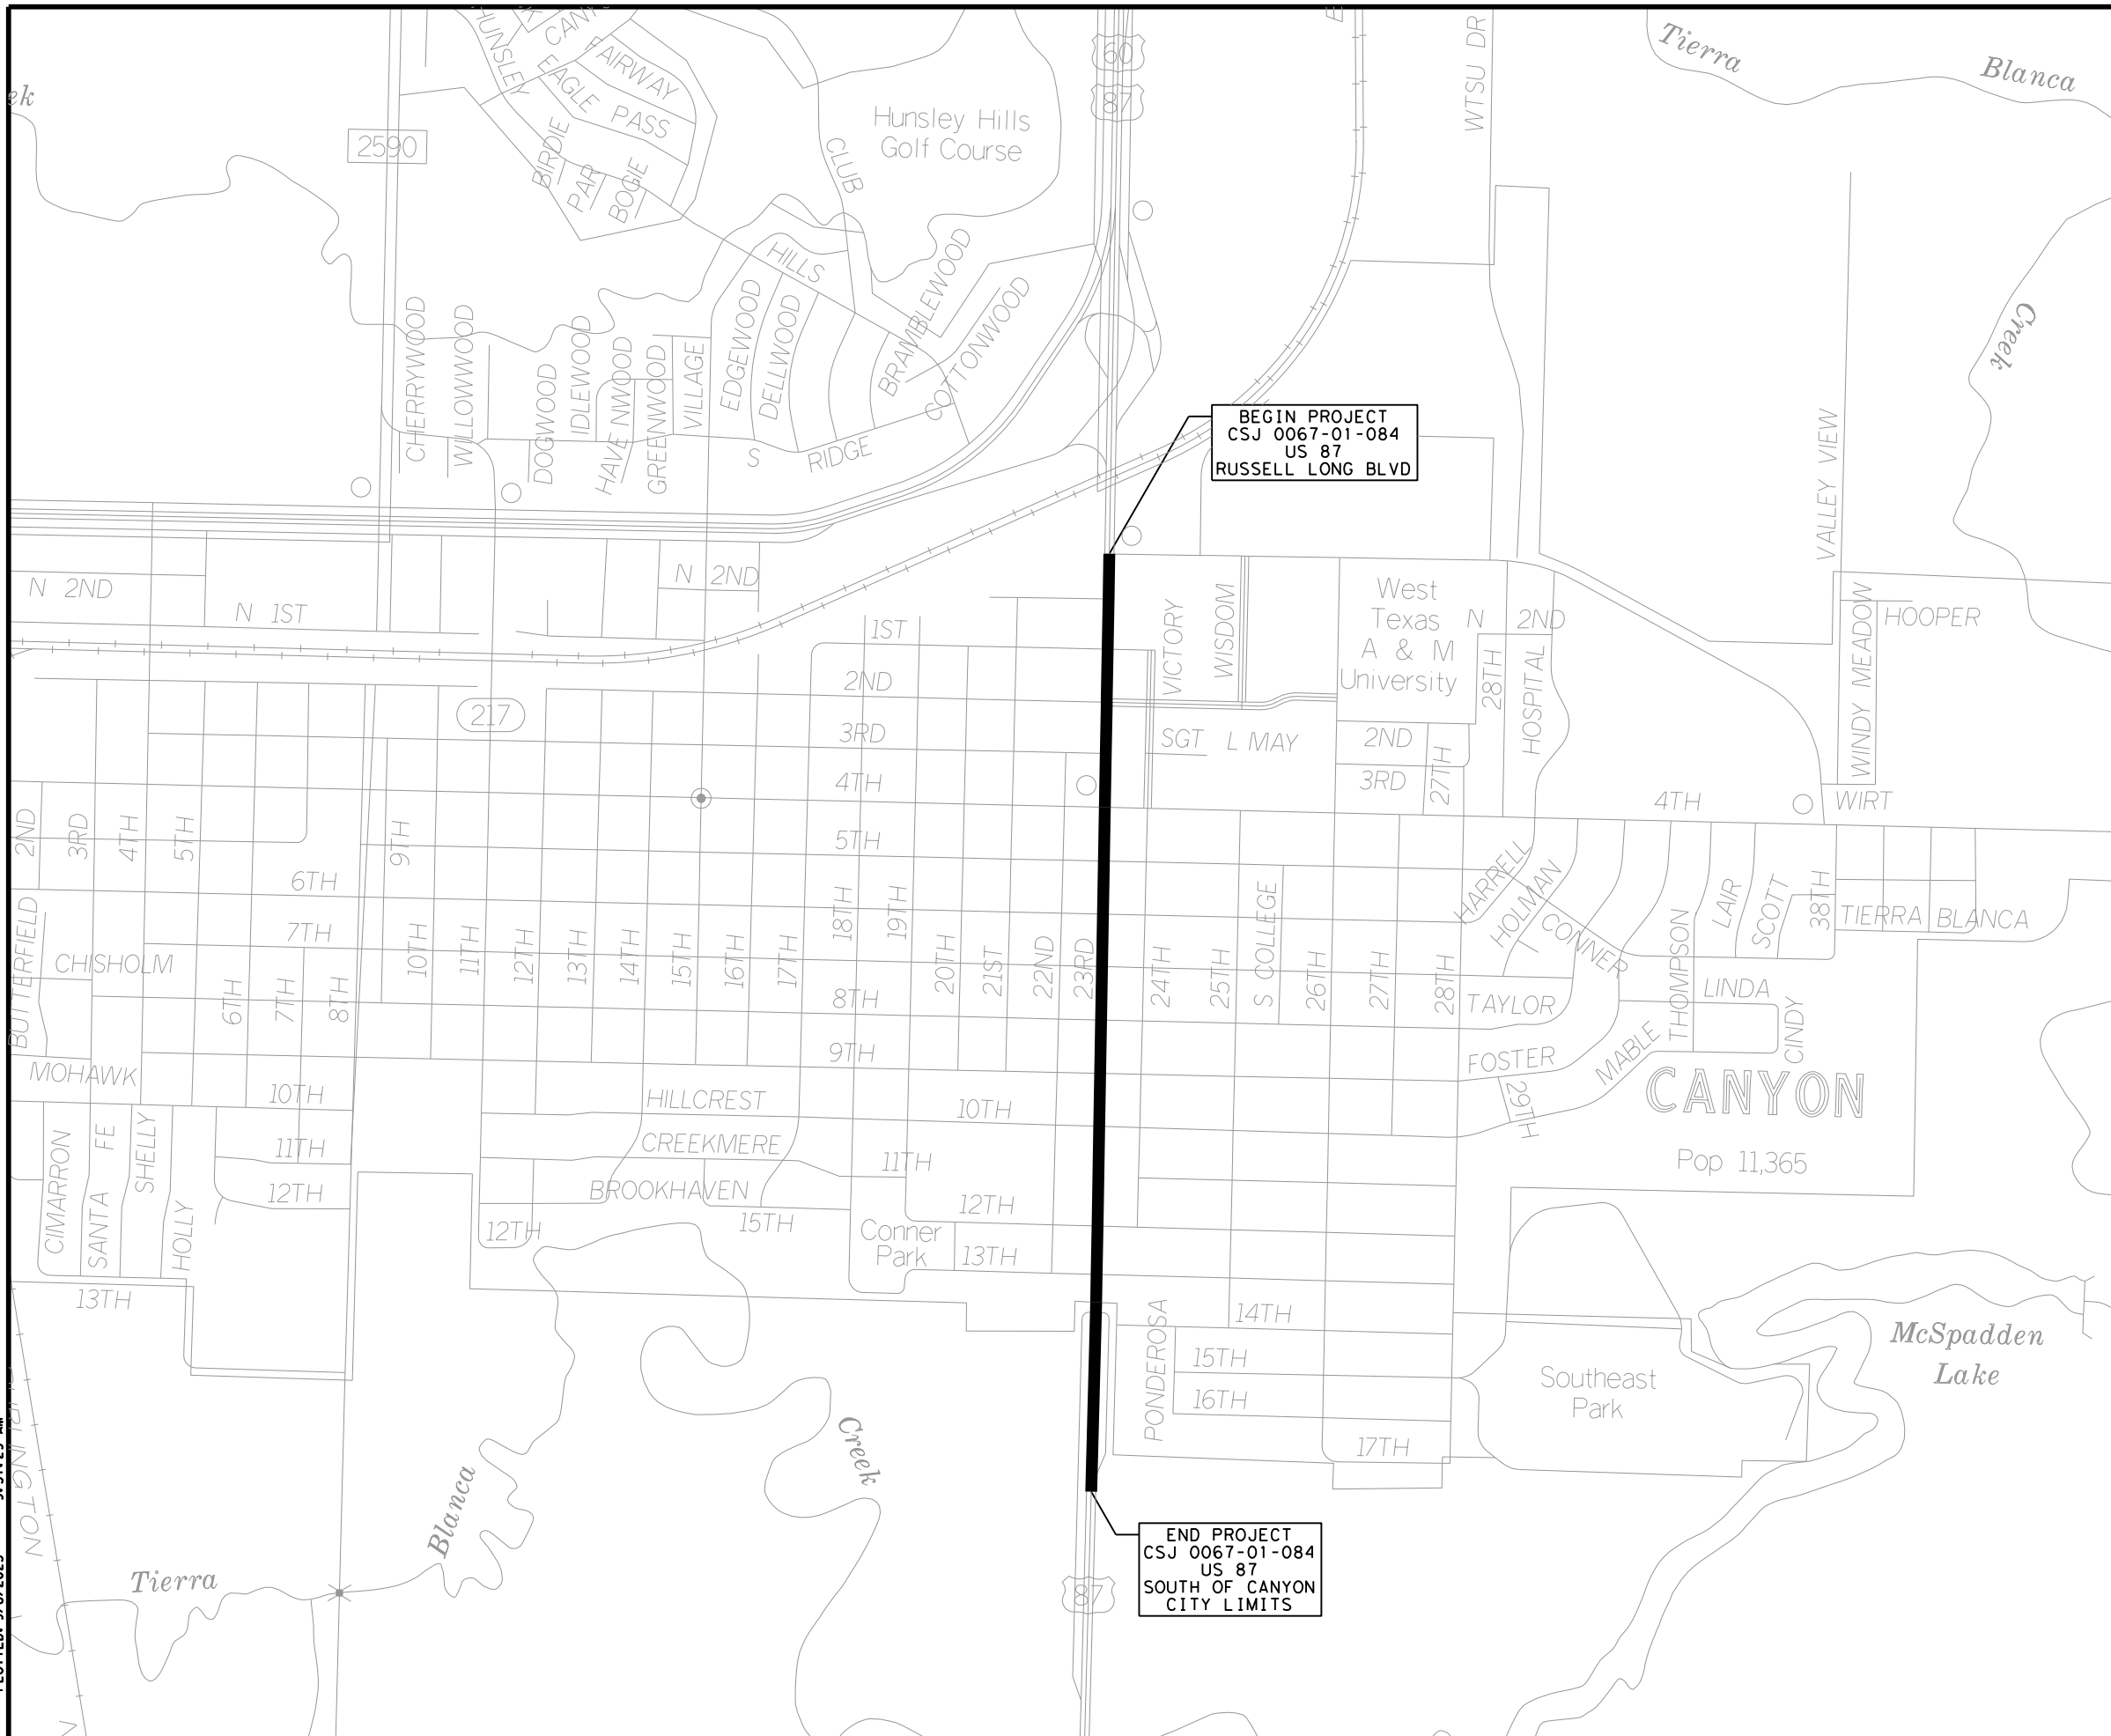 HUNSLEY
FAIRWAY
EAGLE PASS
BIRDIE
PAR
BOGIE
2590
CLUB
Hunsley Hills
Golf Course
60
87
WTSU DR
Tierra
Blanca
Creek
HILLS
CHERRYWOOD
WILLOWWOOD
DOGWOOD
IDLEWOOD
HAVENWOOD
GREENWOOD
VILLAGE
EDGEWOOD
DELLWOOD
BRAMBLEWOOD
COTTONWOOD
S RIDGE
BEGIN PROJECT
CSJ 0067-01-084
US 87
RUSSELL LONG BLVD
VALLEY VIEW
N 2ND
N 1ST
N 2ND
1ST
2ND
3RD
4TH
5TH
217
VICTORY
WISDOM
West
Texas
A & M
University
N 2ND
28TH
HOSPITAL
SGT L MAY
2ND
3RD
27TH
WINDY MEADOW
HOOPER
4TH
WIRT
2ND
3RD
4TH
5TH
9TH
6TH
7TH
BUTTERFIELD
CHISHOLM
6TH
7TH
8TH
10TH
11TH
12TH
13TH
14TH
15TH
16TH
17TH
18TH
19TH
20TH
21ST
22ND
23RD
24TH
25TH
S COLLEGE
26TH
27TH
28TH
8TH
9TH
HARRELL
HOLMAN
CONNER
THOMPSON
LAIR
SCOTT
38TH
TIERRA BLANCA
TAYLOR
LINDA
CINDY
FOSTER
MABLE
29TH
CANYON
Pop 11,365
MOHAWK
10TH
11TH
12TH
CIMARRON
SANTA FE
SHELLY
HOLLY
13TH
HILLCREST
CREEKMERE
BROOKHAVEN
12TH
15TH
10TH
11TH
12TH
13TH
Conner
Park
PONDEROSA
14TH
15TH
16TH
17TH
Southeast
Park
McSpadden
Lake
Creek
Blanca
Tierra
END PROJECT
CSJ 0067-01-084
US 87
SOUTH OF CANYON
CITY LIMITS
87